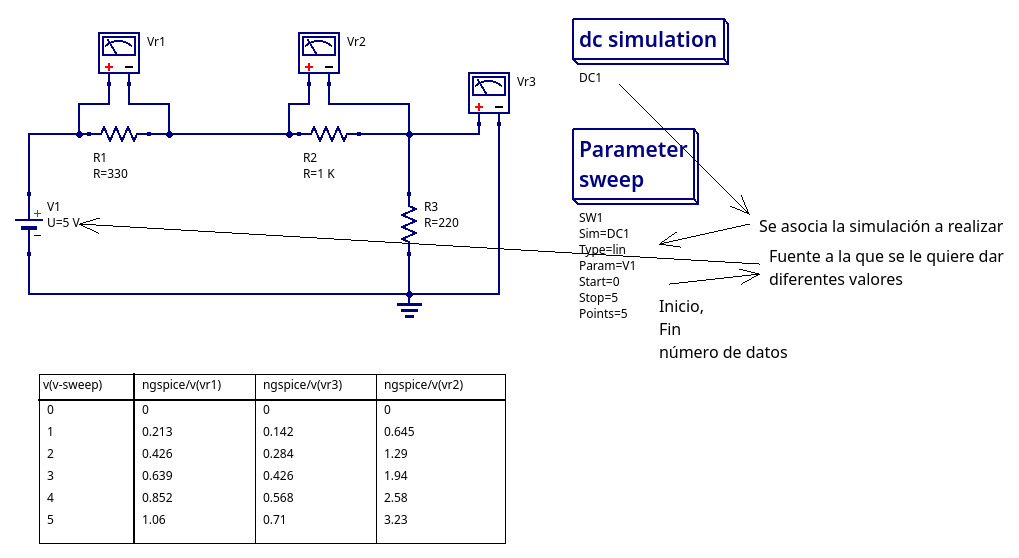 Vr1
Vr2
Vr3
R1
R=330
R2
R=1 K
V1
U=5 V
R3
R=220
dc simulation
DC1
Parameter
sweep
SW1
Sim=DC1
Type=lin
Param=V1
Start=0
Stop=5
Points=5
Se asocia la simulación a realizar
Fuente a la que se le quiere dar
diferentes valores
Inicio,
Fin
número de datos
v(v-sweep) ngspice/v(vr1) ngspice/v(vr3) ngspice/v(vr2)
0 0 0 0
1 0.213 0.142 0.645
2 0.426 0.284 1.29
3 0.639 0.426 1.94
4 0.852 0.568 2.58
5 1.06 0.71 3.23